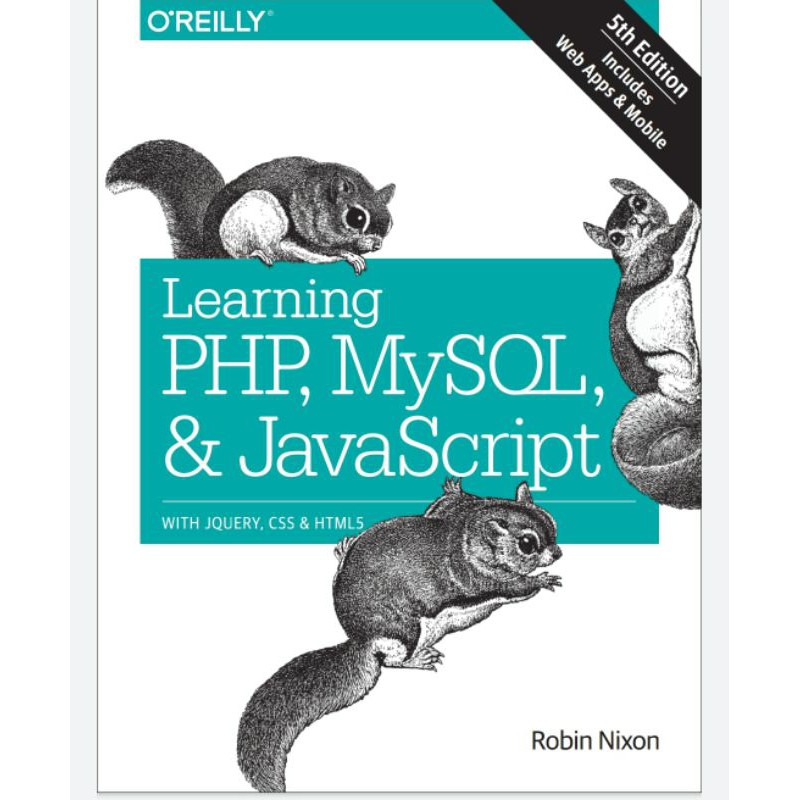 O'REILLY®
5th Edition
Includes
Web Apps & Mobile
Learning
PHP, MySQL,
& JavaScript
WITH JQUERY, CSS & HTML5
Robin Nixon